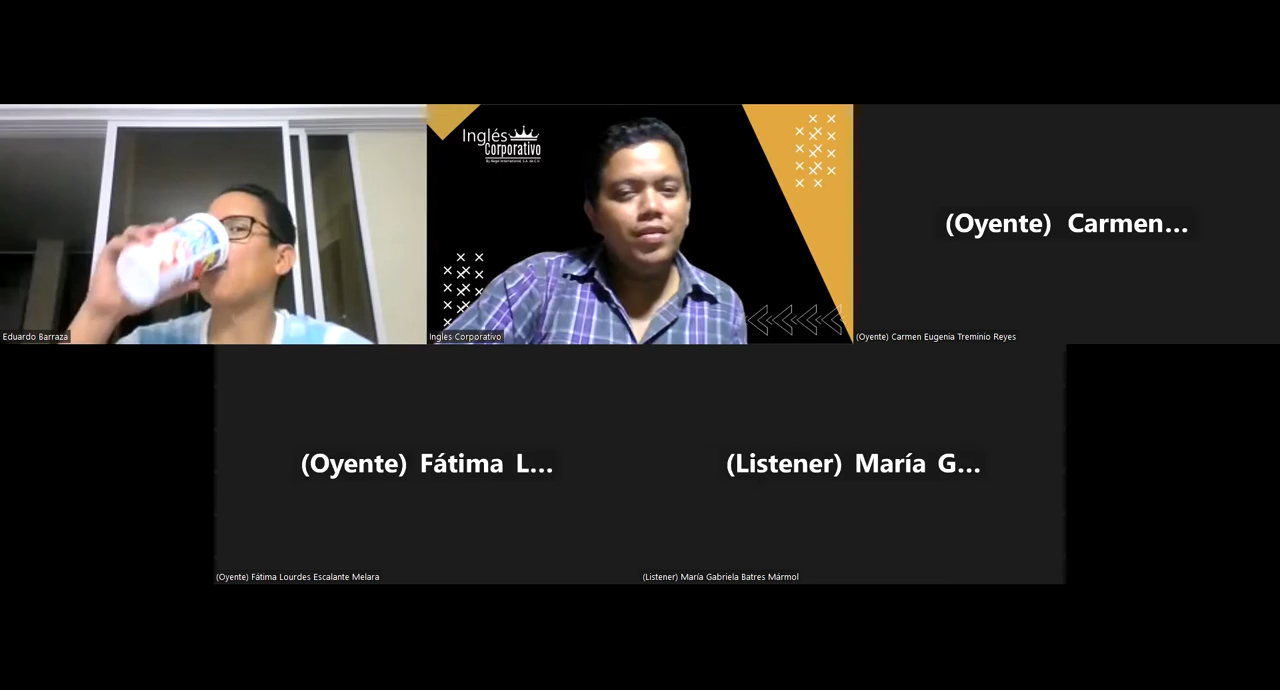 Inglés
Corporativo
(Oyente) Carmen...
Eduardo Barraza
Ingles Corporativo
(Oyente) Carmen Eugenia Treminio Reyes
(Oyente) Fátima L...
(Listener) María G...
(Oyente) Fátima Lourdes Escalante Melara
(Listener) María Gabriela Batres Mármol